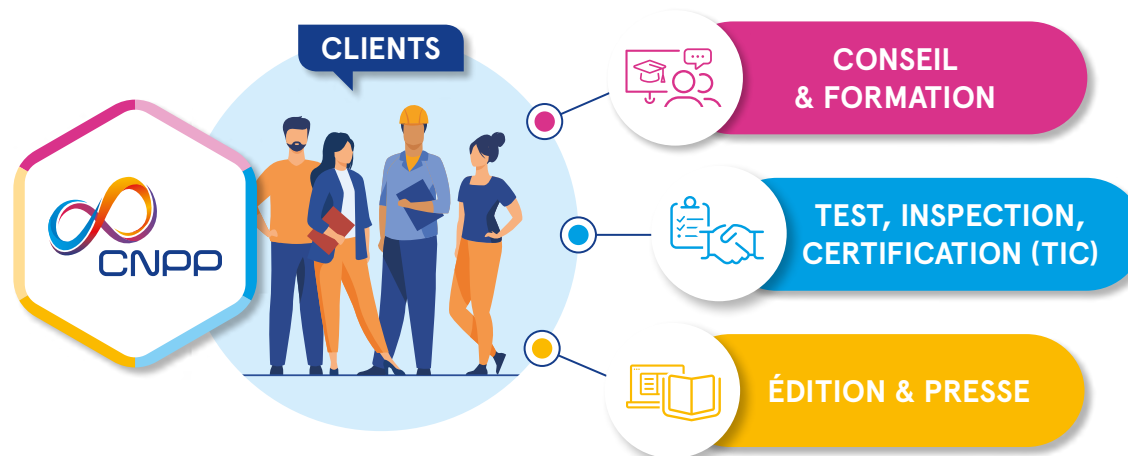 CLIENTS
CNPP
CONSEIL
& FORMATION
TEST, INSPECTION,
CERTIFICATION (TIC)
ÉDITION & PRESSE